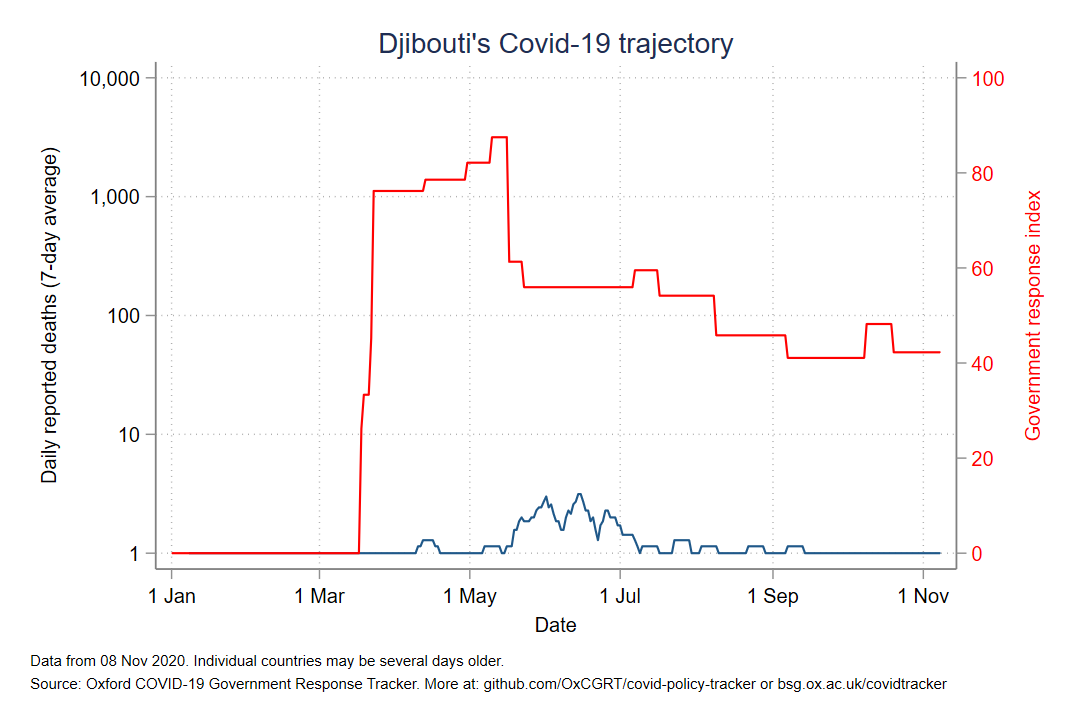 Djibouti's Covid-19 trajectory
10,000
1,000
100
10
1
Daily reported deaths (7-day average)
100
80
60
40
20
0
Government response index
1 Jan
1 Mar
1 May
1 Jul
1 Sep
1 Nov
Date
Data from 08 Nov 2020. Individual countries may be several days older.
Source: Oxford COVID-19 Government Response Tracker. More at: github.com/OxCGRT/covid-policy-tracker or bsg.ox.ac.uk/covidtracker